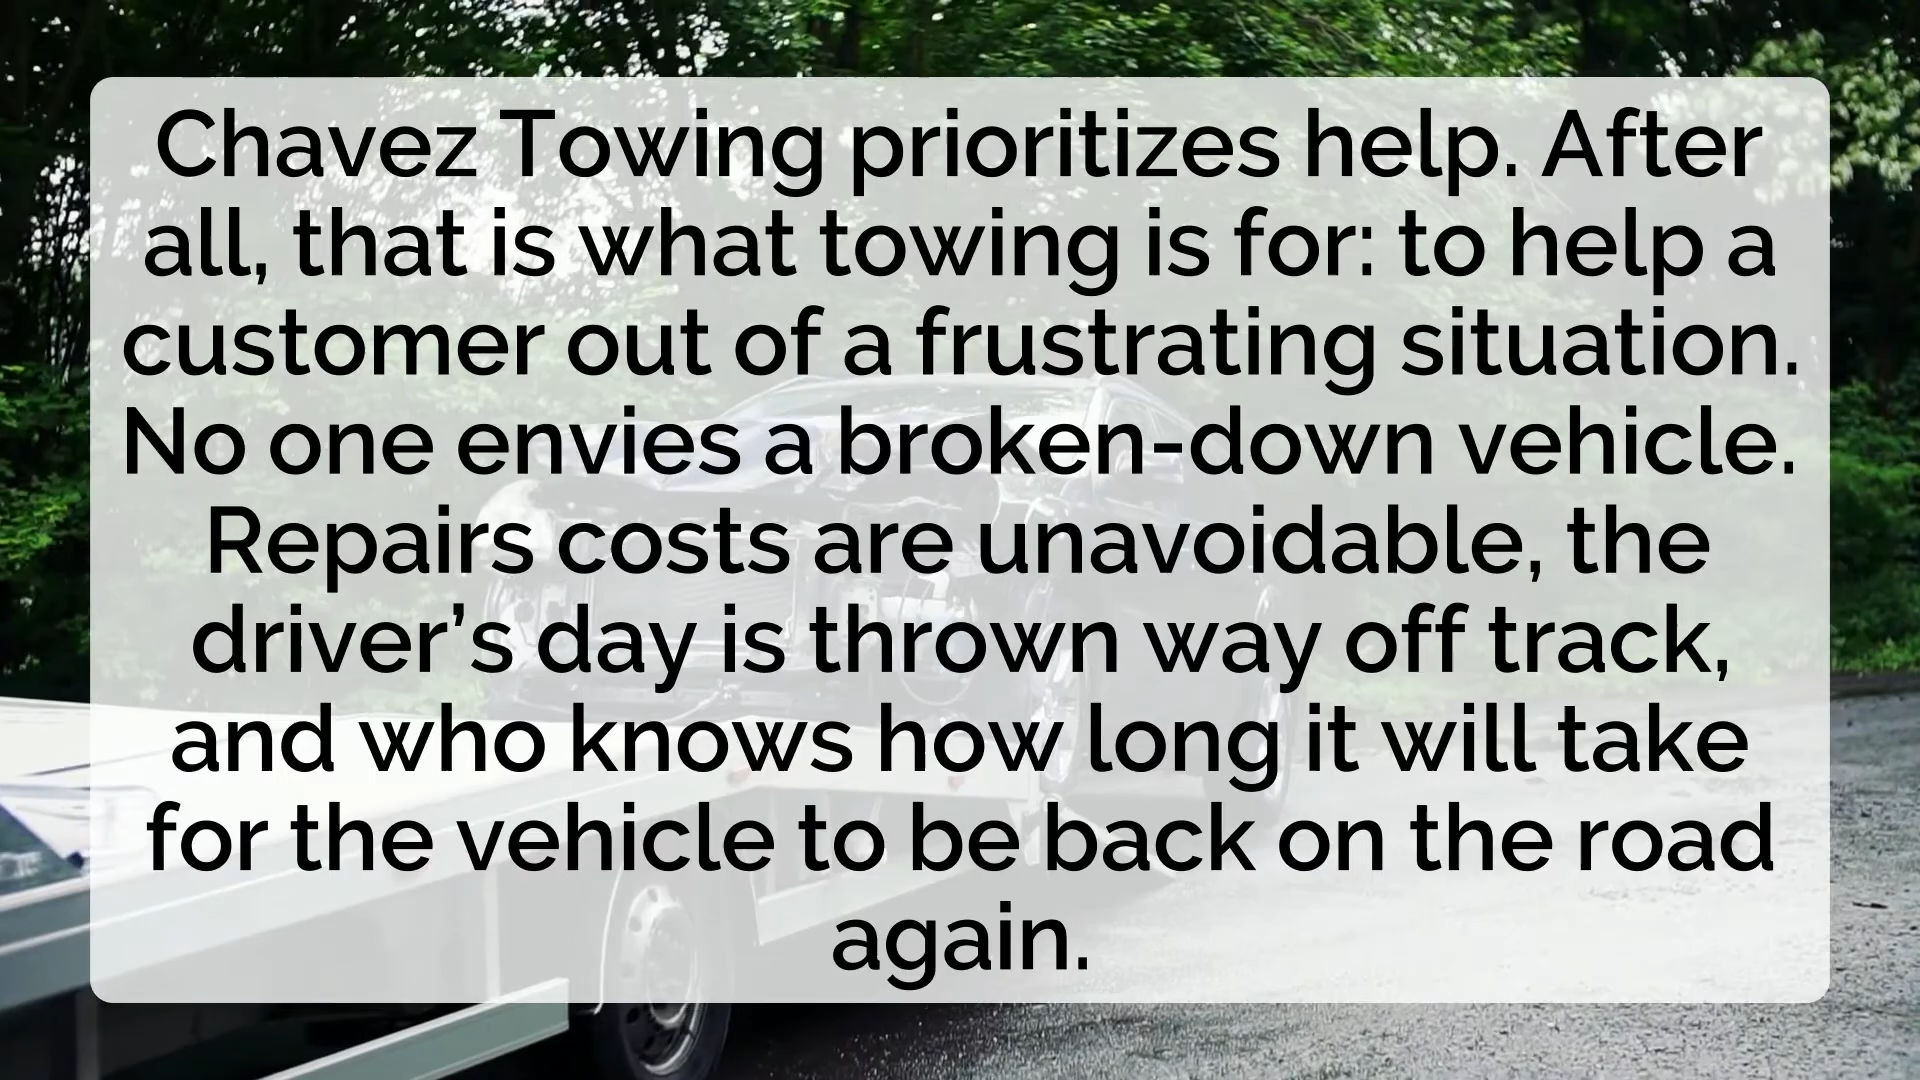 Chavez Towing prioritizes help. After
all, that is what towing is for: to help a
customer out of a frustrating situation.
No one envies a broken-down vehicle.
Repairs costs are unavoidable, the
driver’s day is thrown way off track,
and who knows how long it will take
for the vehicle to be back on the road
again.